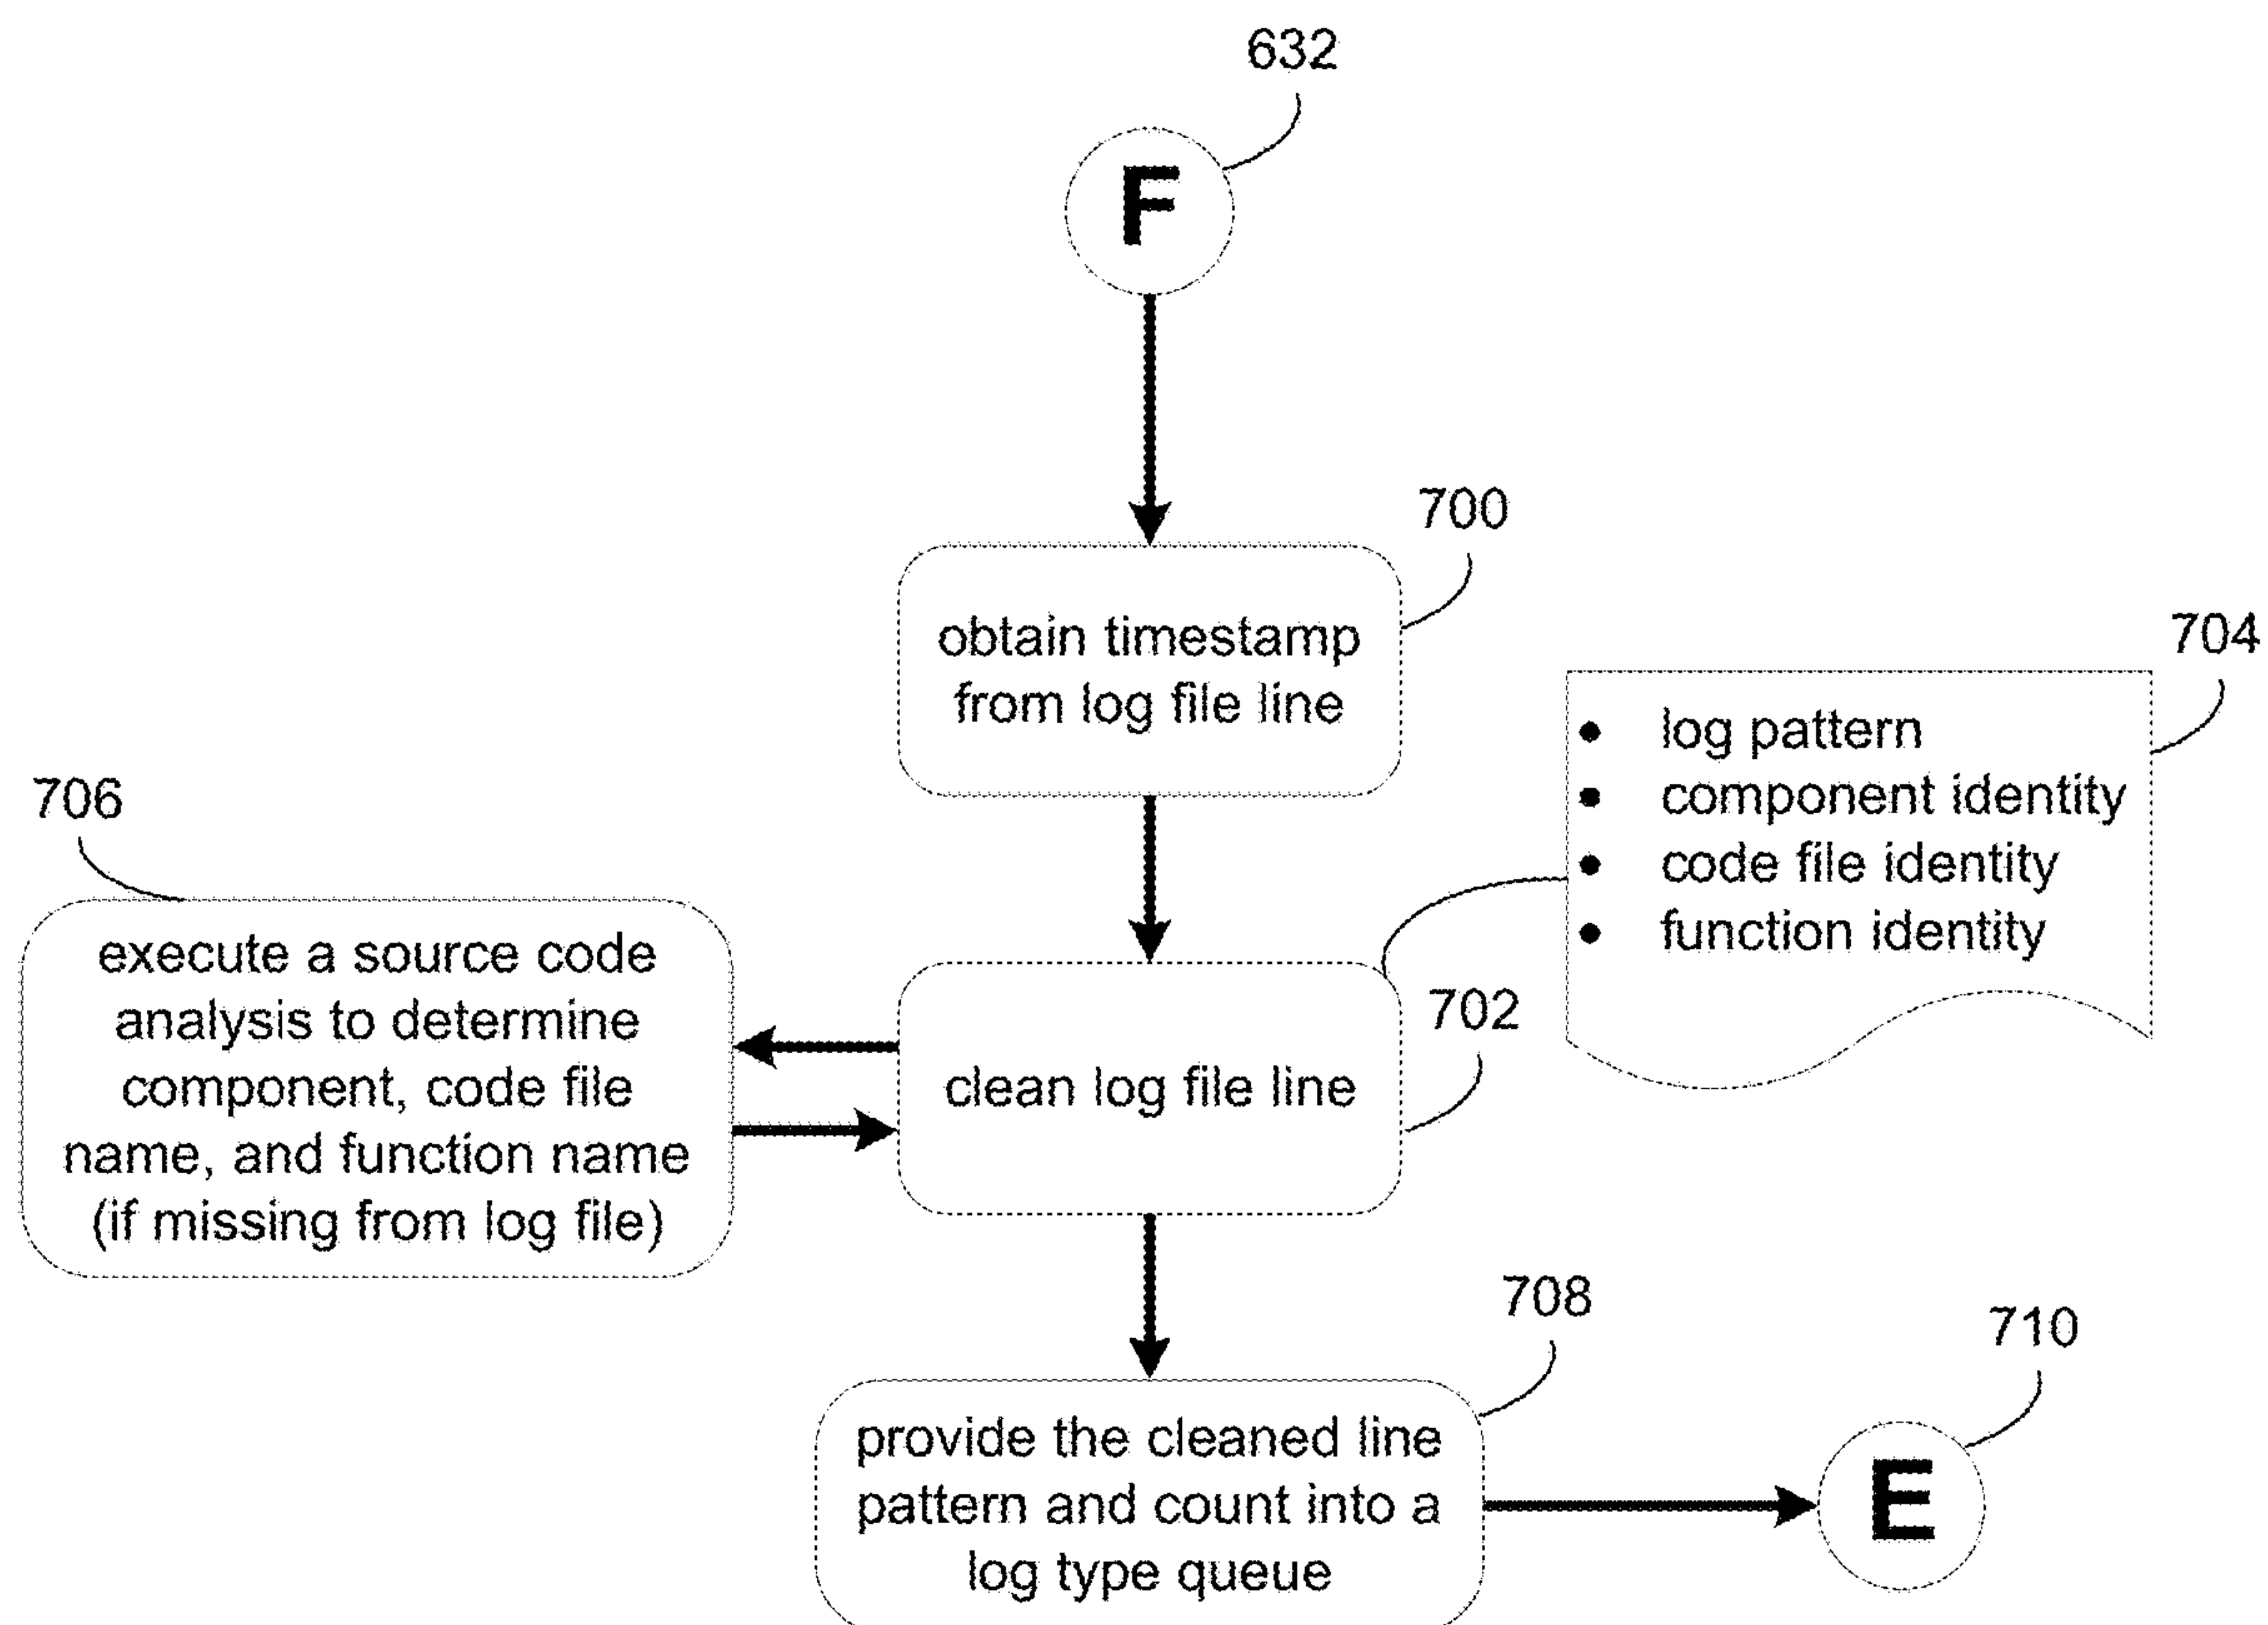 632
F
700
obtain timestamp
from log file line
704
• log pattern
• component identity
• code file identity
• function identity
706
execute a source code
analysis to determine
component, code file
name, and function name
(if missing from log file)
702
clean log file line
708
provide the cleaned line
pattern and count into a
log type queue
710
E